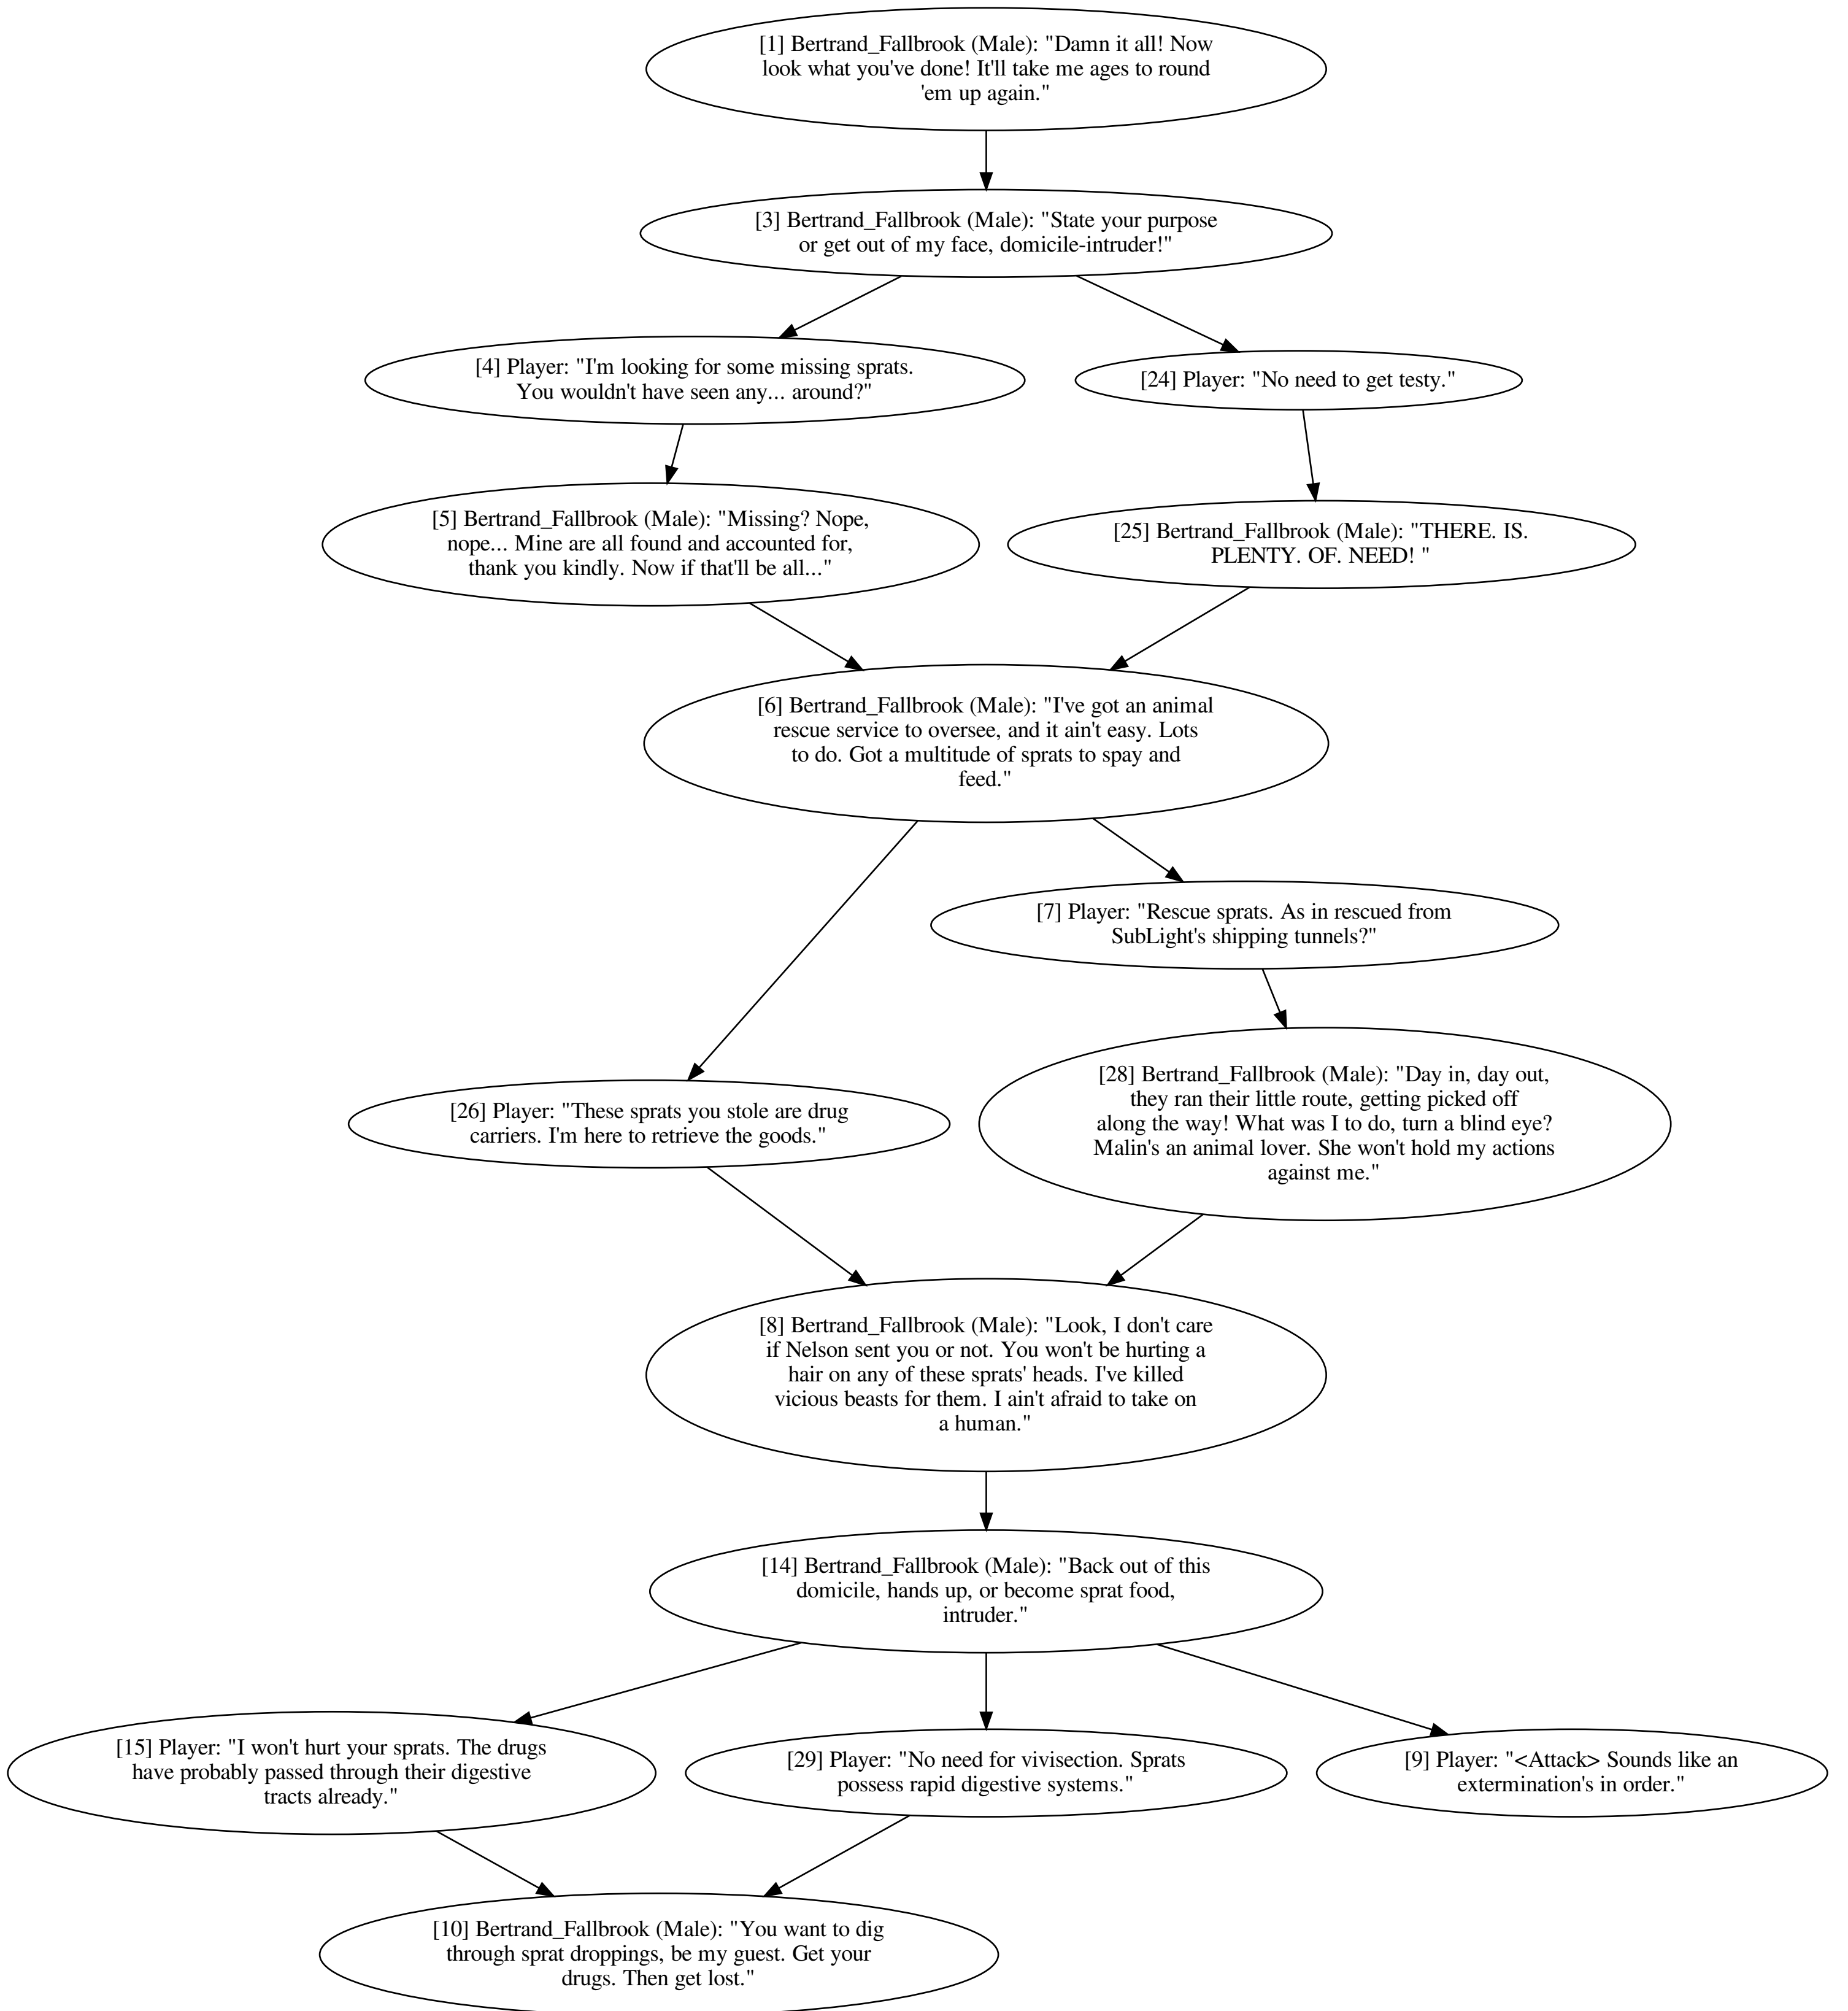 [1] Bertrand_Fallbrook (Male): "Damn it all! Now
look what you've done! It'll take me ages to round
'em up again."
[3] Bertrand_Fallbrook (Male): "State your purpose
or get out of my face, domicile-intruder!"
[4] Player: "I'm looking for some missing sprats.
You wouldn't have seen any... around?"
[24] Player: "No need to get testy."
[5] Bertrand_Fallbrook (Male): "Missing? Nope,
nope... Mine are all found and accounted for,
thank you kindly. Now if that'll be all..."
[25] Bertrand_Fallbrook (Male): "THERE. IS.
PLENTY. OF. NEED! "
[6] Bertrand_Fallbrook (Male): "I've got an animal
rescue service to oversee, and it ain't easy. Lots
to do. Got a multitude of sprats to spay and
feed."
[7] Player: "Rescue sprats. As in rescued from
SubLight's shipping tunnels?"
[26] Player: "These sprats you stole are drug
carriers. I'm here to retrieve the goods."
[28] Bertrand_Fallbrook (Male): "Day in, day out,
they ran their little route, getting picked off
along the way! What was I to do, turn a blind eye?
Malin's an animal lover. She won't hold my actions
against me."
[8] Bertrand_Fallbrook (Male): "Look, I don't care
if Nelson sent you or not. You won't be hurting a
hair on any of these sprats' heads. I've killed
vicious beasts for them. I ain't afraid to take on
a human."
[14] Bertrand_Fallbrook (Male): "Back out of this
domicile, hands up, or become sprat food,
intruder."
[15] Player: "I won't hurt your sprats. The drugs
have probably passed through their digestive
tracts already."
[29] Player: "No need for vivisection. Sprats
possess rapid digestive systems."
[9] Player: "<Attack> Sounds like an
extermination's in order."
[10] Bertrand_Fallbrook (Male): "You want to dig
through sprat droppings, be my guest. Get your
drugs. Then get lost."